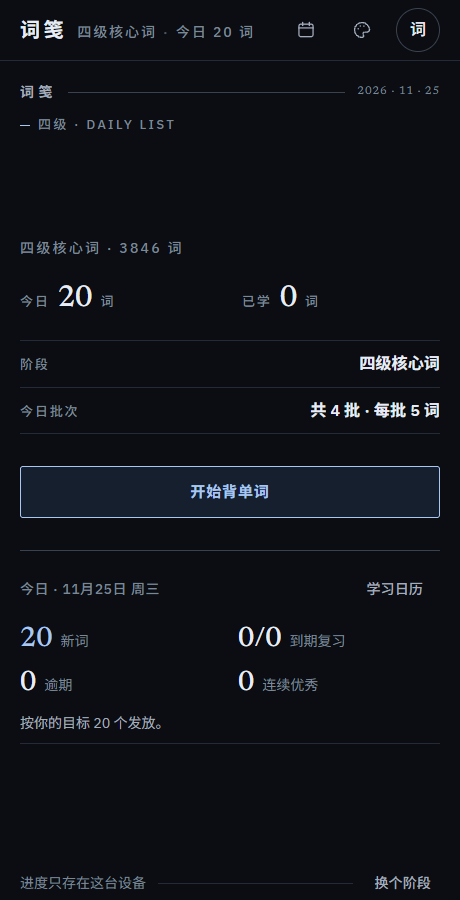 词笺 四级核心词 · 今日 20 词 词
词笺 2026 · 11 · 25
— 四级 · DAILY LIST
四级核心词 · 3846 词
今日 20 词 已学 0 词
阶段 四级核心词
今日批次 共 4 批 · 每批 5 词
开始背单词
今日 · 11月25日 周三 学习日历
20 新词 0/0 到期复习
0 逾期 0 连续优秀
按你的目标 20 个发放。
进度只存在这台设备 换个阶段